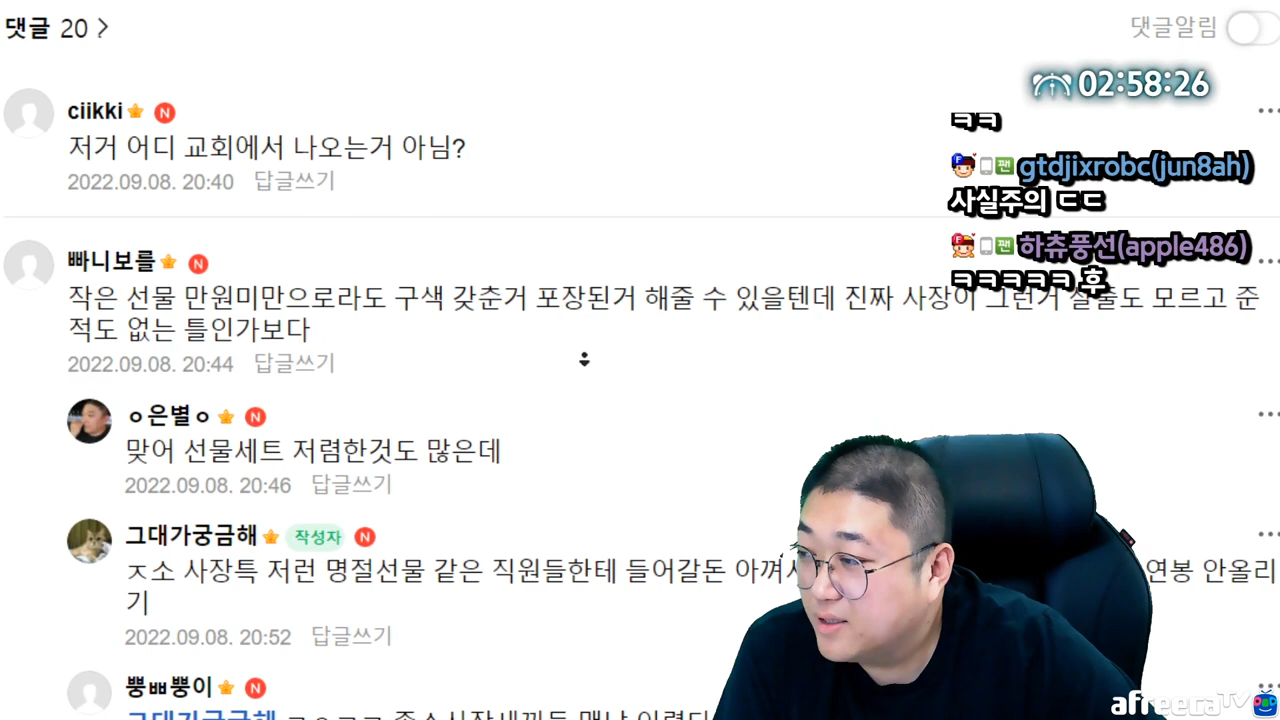 댓글 20
댓글알림
02:58:26
ciikki N
저거 어디 교회에서 나오는거 아님?
2022.09.08. 20:40 답글쓰기
ㅋㅋ
gtdjixrobc(jun8ah)
사실주의 ㄷㄷ
하츄풍선(apple486)
ㅋㅋㅋㅋㅋ 후
빠니보를 N
작은 선물 만원미만으로라도 구색 갖춘거 포장된거 해줄 수 있을텐데 진짜 사장이 그런거 할줄도 모르고 준
적도 없는 틀인가보다
2022.09.08. 20:44 답글쓰기
ㅇ은별ㅇ N
맞어 선물세트 저렴한것도 많은데
2022.09.08. 20:46 답글쓰기
그대가궁금해 작성자 N
ㅈ소 사장특 저런 명절선물 같은 직원들한테 들어갈돈 아껴서 연봉 안올리
기
2022.09.08. 20:52 답글쓰기
뿡ㅃ뿡이 N
그대가궁금해
afreecaTV